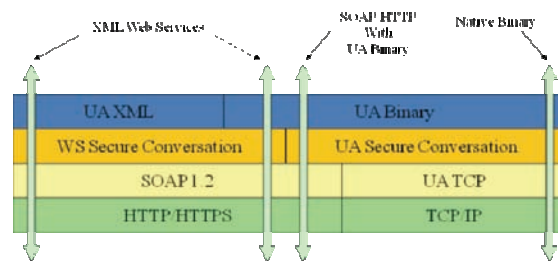 XML Web Services
SOAP HTTP
With
UA Binary
Native Binary
UA XML
UA Binary
WS Secure Conversation
UA Secure Conversation
SOAP 1.2
UA TCP
HTTP/HTTPS
TCP/IP